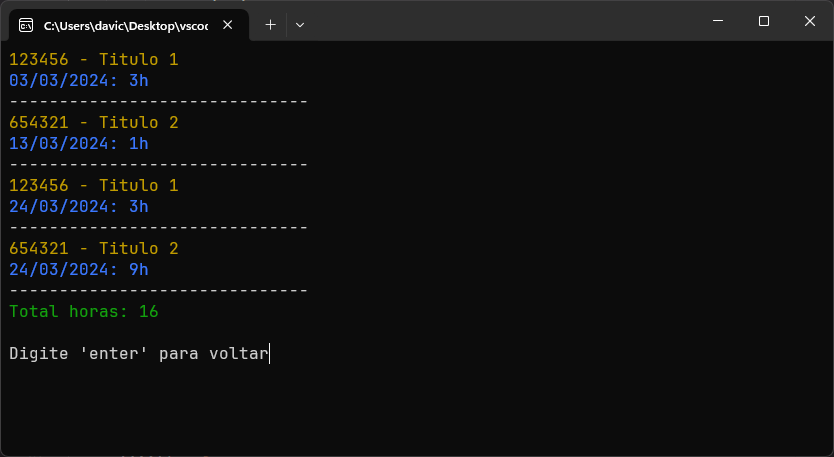 C:\Users\davic\Desktop\vscoc
123456 - Titulo 1
03/03/2024: 3h
------------------------------
654321 - Titulo 2
13/03/2024: 1h
------------------------------
123456 - Titulo 1
24/03/2024: 3h
------------------------------
654321 - Titulo 2
24/03/2024: 9h
------------------------------
Total horas: 16
Digite 'enter' para voltar